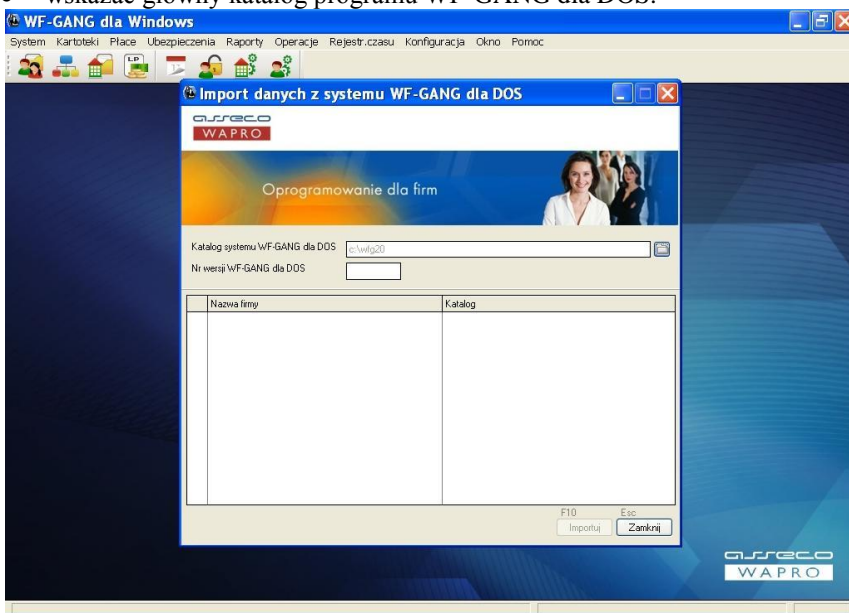 wskazać główny katalog programu WF-GANG dla DOS.
WF-GANG dla Windows
System Kartoteki Płace Ubezpieczenia Raporty Operacje Rejestr.czasu Konfiguracja Okno Pomoc
Import danych z systemu WF-GANG dla DOS
asseco
WAPRO
Oprogramowanie dla firm
Katalog systemu WF-GANG dla DOS c:\wfg20
Nr wersji WF-GANG dla DOS
Nazwa firmy Katalog
F10 Esc
Importuj Zamknij
asseco
WAPRO